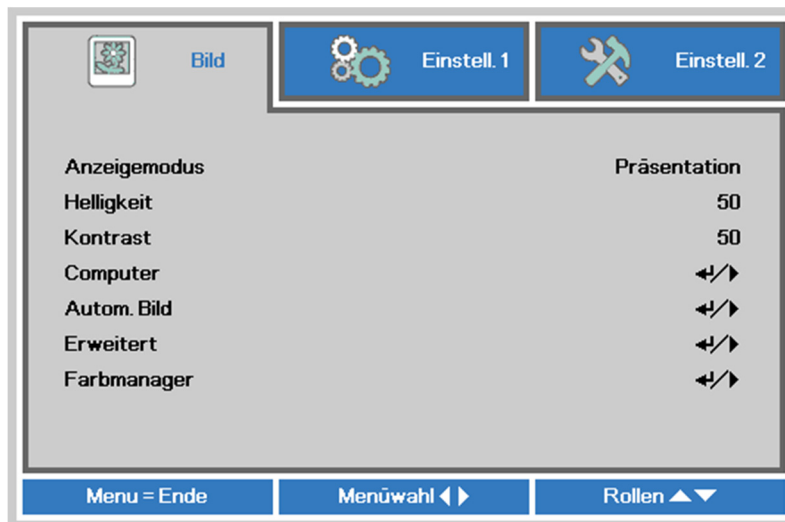 Bild Einstell. 1 Einstell. 2
Anzeigemodus Präsentation
Helligkeit 50
Kontrast 50
Computer ↵/▶
Autom. Bild ↵/▶
Erweitert ↵/▶
Farbmanager ↵/▶
Menu = Ende Menüwahl ◀ ▶ Rollen ▲▼